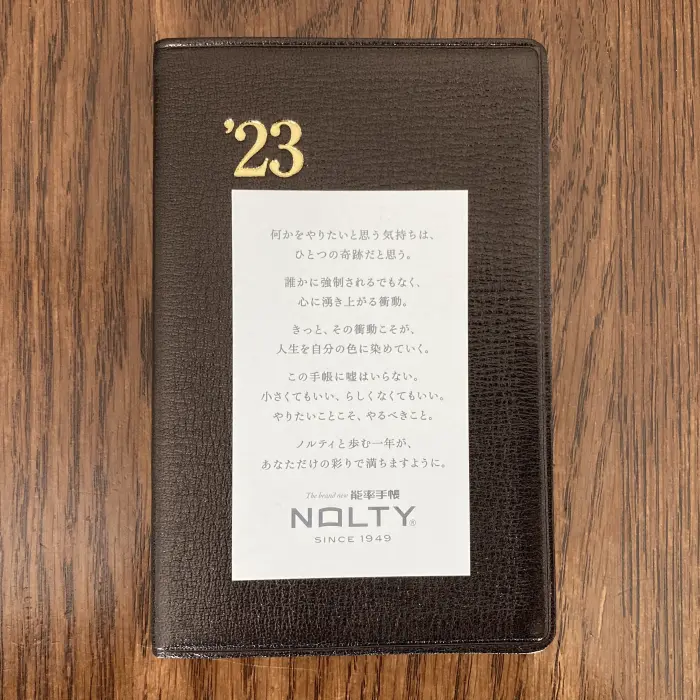 ’23
何かをやりたいと思う気持ちは、
ひとつの奇跡だと思う。
誰かに強制されるでもなく、
心に湧き上がる衝動。
きっと、その衝動こそが、
人生を自分の色に染めていく。
この手帳に嘘はいらない。
小さくてもいい、らしくなくてもいい。
やりたいことこそ、やるべきこと。
ノルティと歩む一年が、
あなただけの彩りで満ちますように。
The brand new 能率手帳
NOLTY®
SINCE 1949